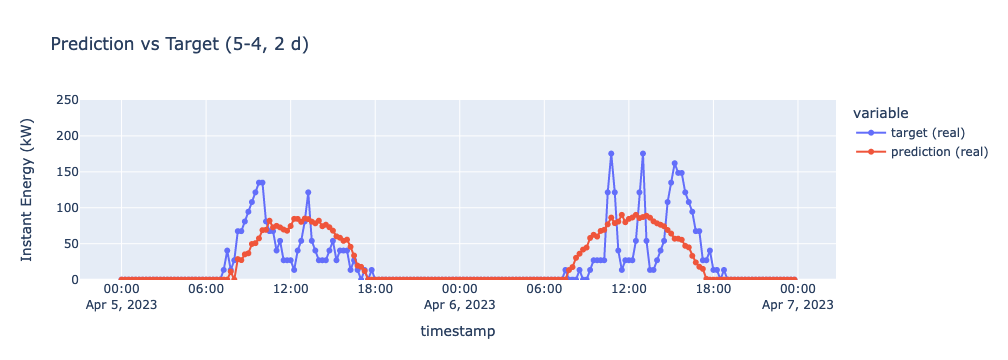 Prediction vs Target (5-4, 2 d)
variable
target (real)
prediction (real)
Instant Energy (kW)
250
200
150
100
50
0
00:00 06:00 12:00 18:00 00:00 06:00 12:00 18:00 00:00
Apr 5, 2023 Apr 6, 2023 Apr 7, 2023
timestamp